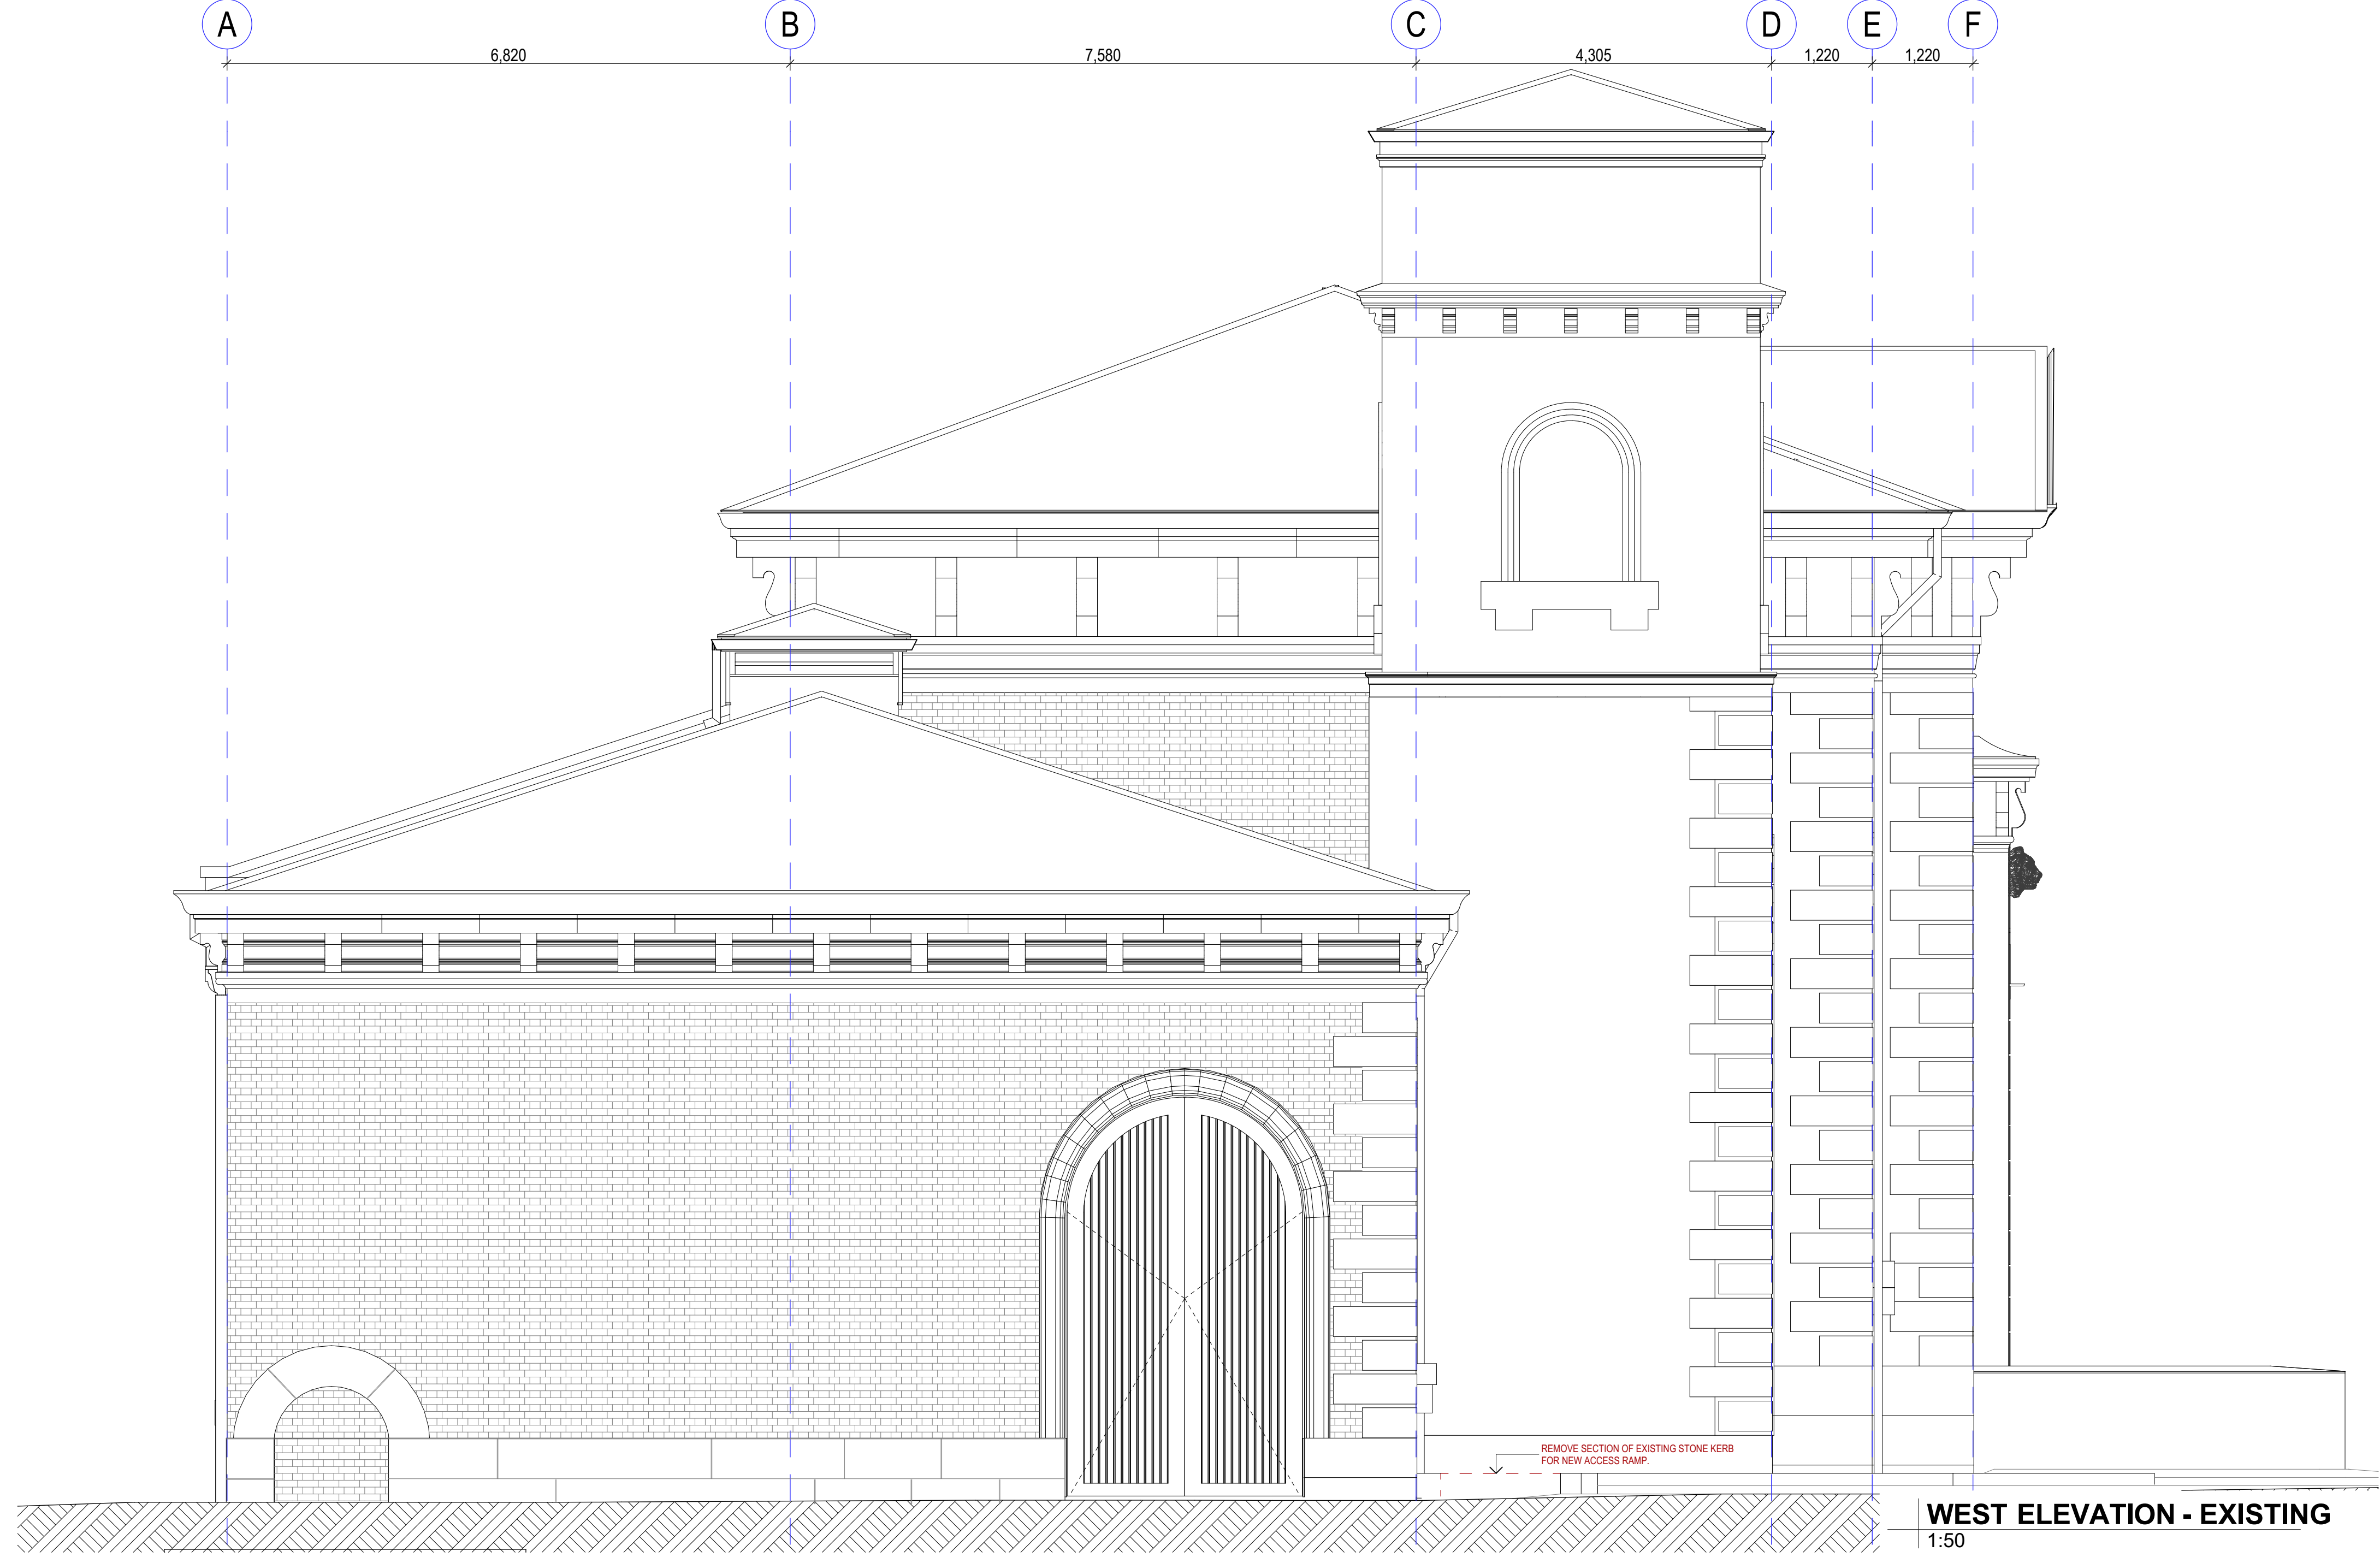 A B C D E F
6,820 7,580 4,305 1,220 1,220
REMOVE SECTION OF EXISTING STONE KERB
FOR NEW ACCESS RAMP.
WEST ELEVATION - EXISTING
1:50